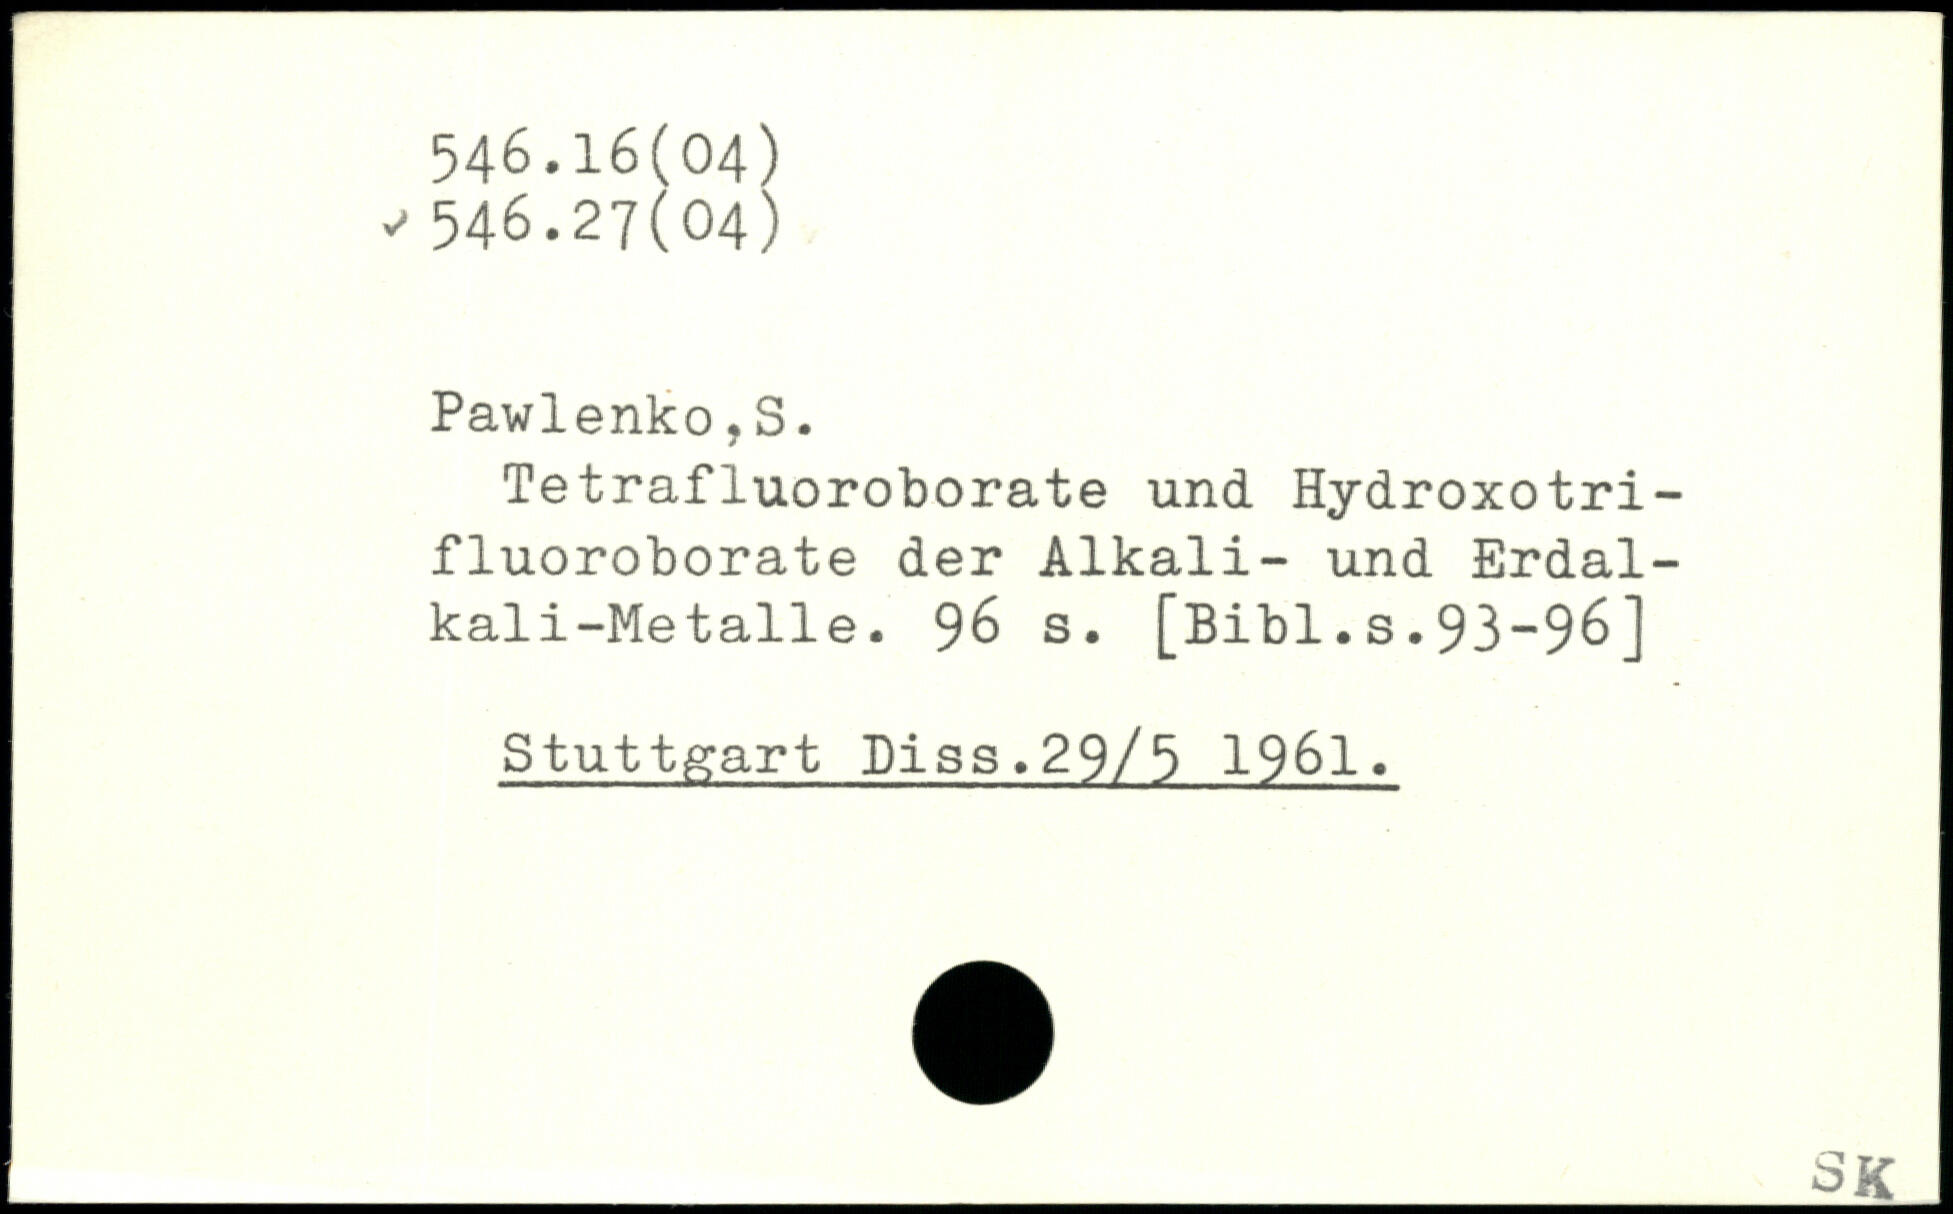 546.16(04)
✓ 546.27(04)
Pawlenko,S.
Tetrafluoroborate und Hydroxotri-
fluoroborate der Alkali- und Erdal-
kali-Metalle. 96 s. [Bibl.s.93-96]
Stuttgart Diss.29/5 1961.
SK